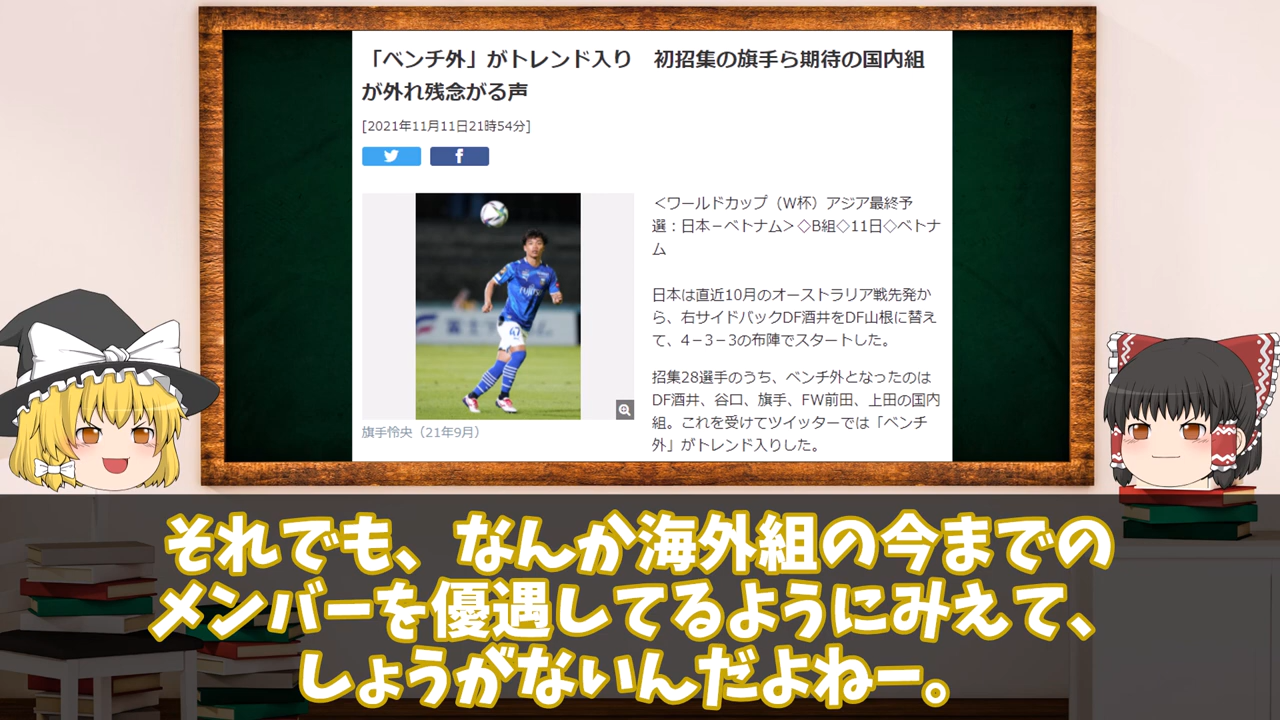 「ベンチ外」がトレンド入り　初招集の旗手ら期待の国内組
が外れ残念がる声
[2021年11月11日21時54分]
＜ワールドカップ（W杯）アジア最終予
選：日本－ベトナム＞◇B組◇11日◇ベトナ
ム
日本は直近10月のオーストラリア戦先発か
ら、右サイドバックDF酒井をDF山根に替え
て、4－3－3の布陣でスタートした。
招集28選手のうち、ベンチ外となったのは
DF酒井、谷口、旗手、FW前田、上田の国内
組。これを受けてツイッターでは「ベンチ
外」がトレンド入りした。
旗手怜央（21年9月）
それでも、なんか海外組の今までの
メンバーを優遇してるようにみえて、
しょうがないんだよねー。